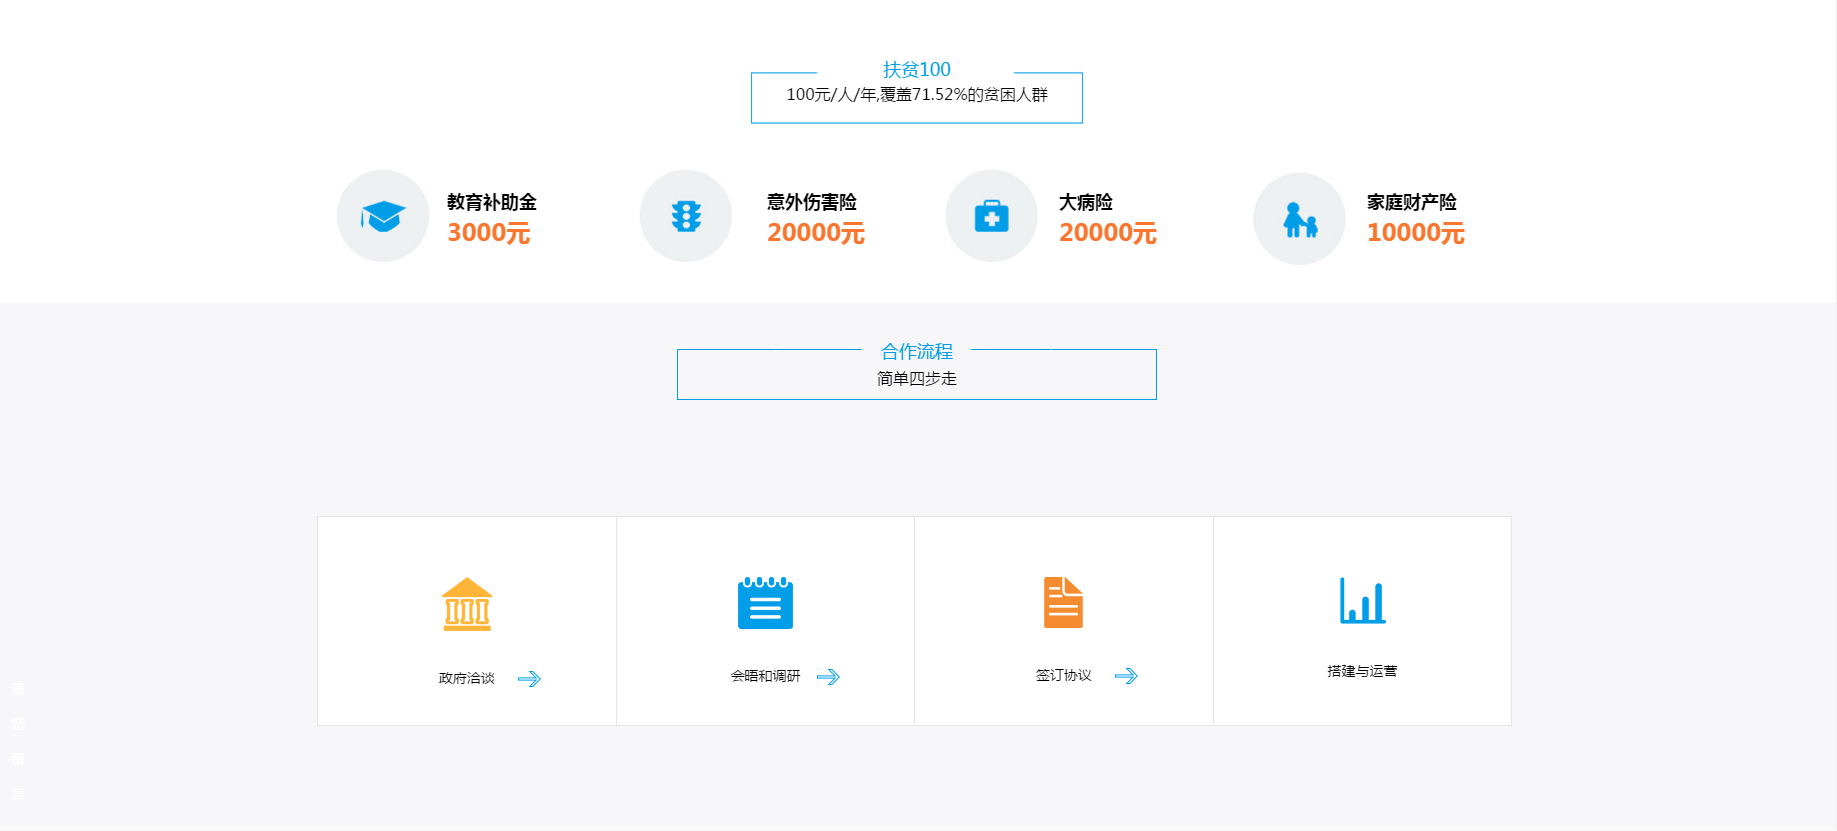 扶贫100
100元/人/年,覆盖71.52%的贫困人群
教育补助金
3000元
意外伤害险
20000元
大病险
20000元
家庭财产险
10000元
合作流程
简单四步走
政府洽谈
会晤和调研
签订协议
搭建与运营